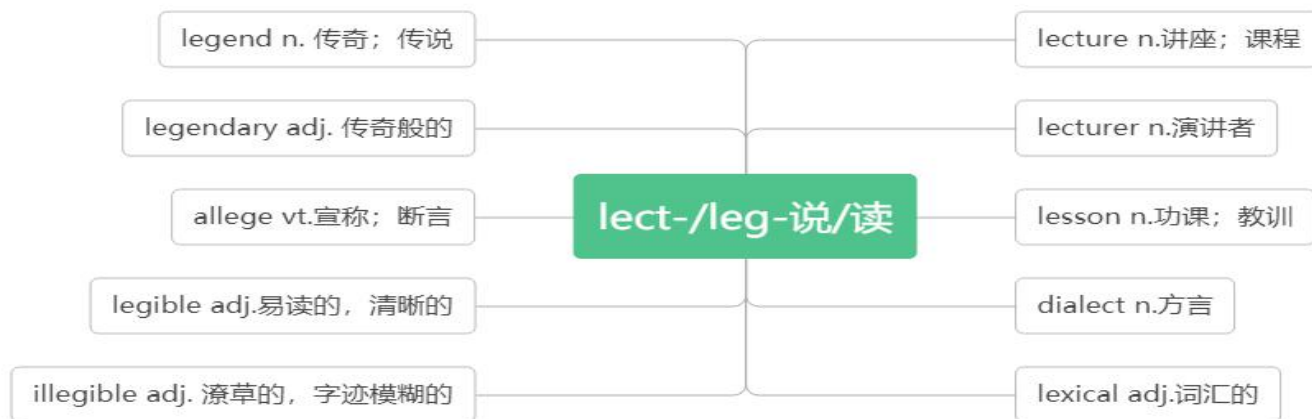 legend n. 传奇；传说
legendary adj. 传奇般的
allege vt.宣称；断言
legible adj.易读的，清晰的
illegible adj. 潦草的，字迹模糊的
lect-/leg-说/读
lecture n.讲座；课程
lecturer n.演讲者
lesson n.功课；教训
dialect n.方言
lexical adj.词汇的